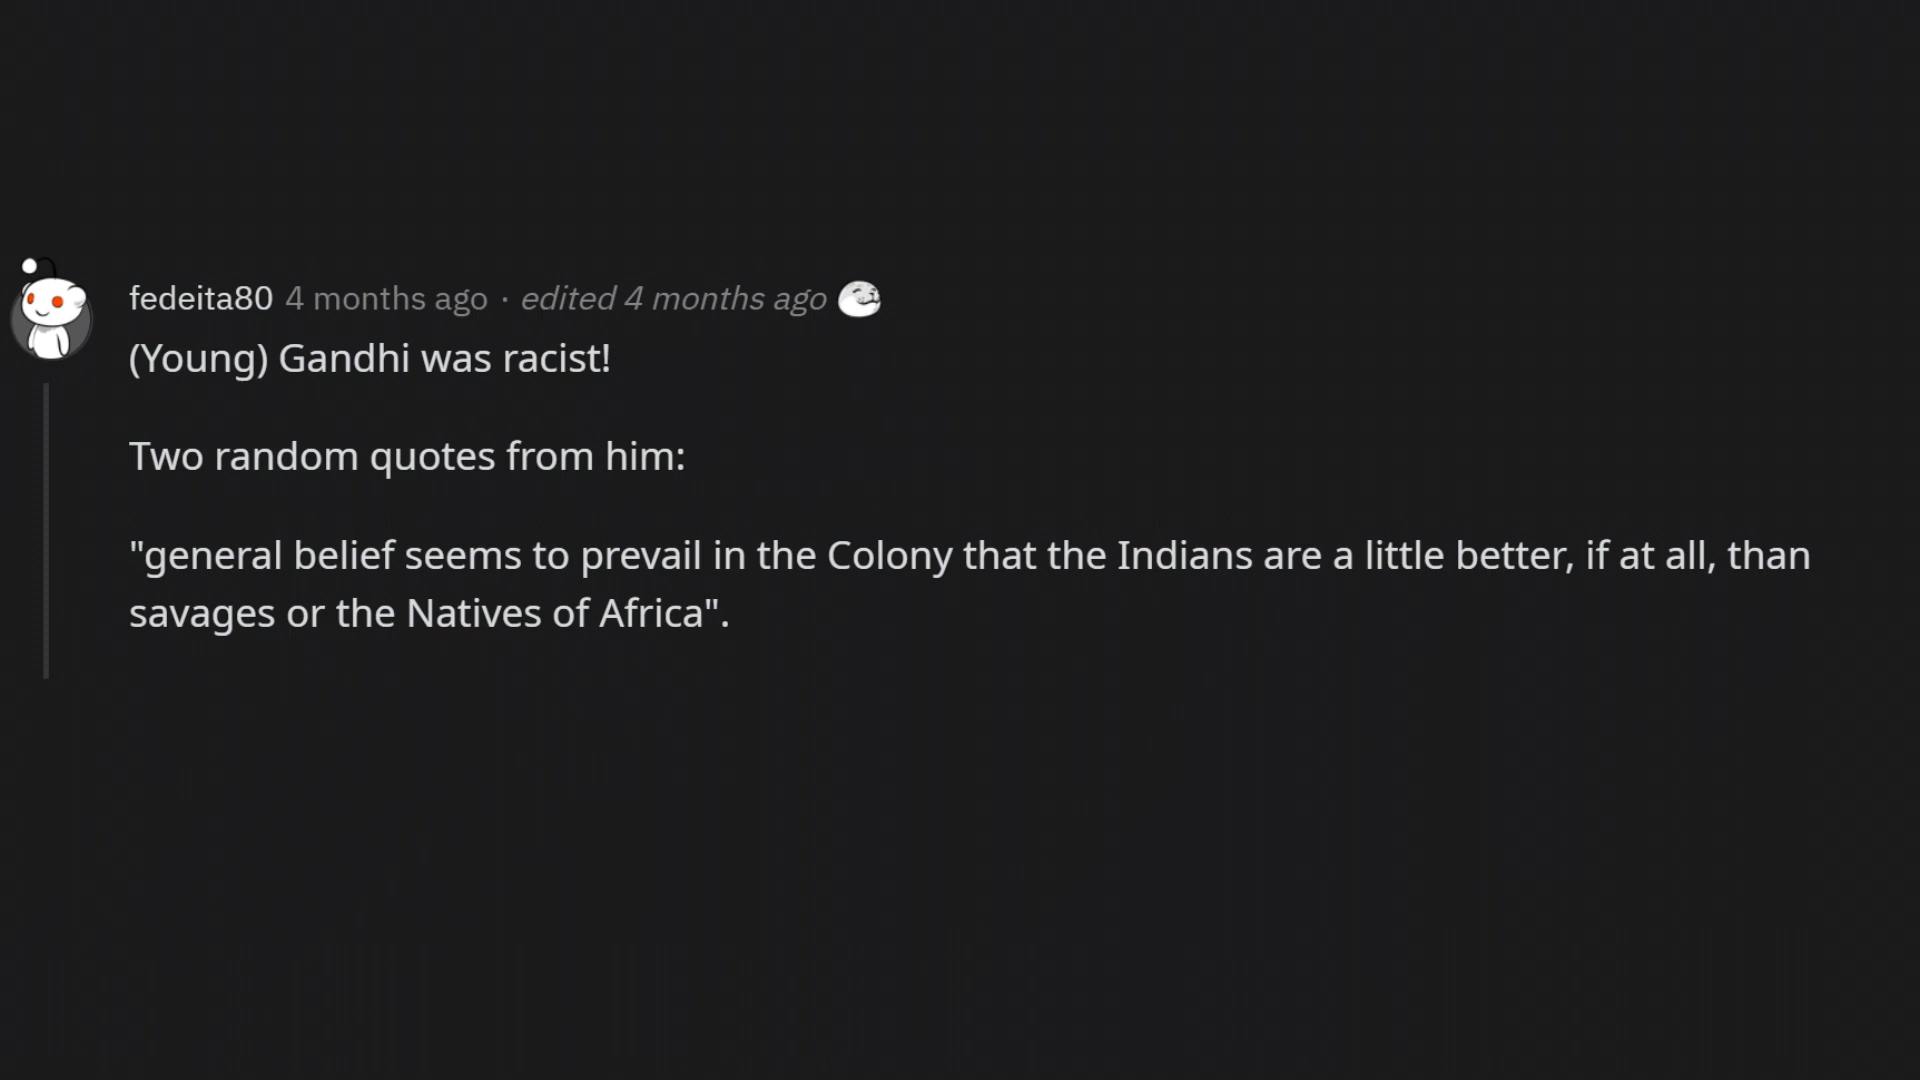 fedeita80 4 months ago · edited 4 months ago
(Young) Gandhi was racist!
Two random quotes from him:
"general belief seems to prevail in the Colony that the Indians are a little better, if at all, than
savages or the Natives of Africa".